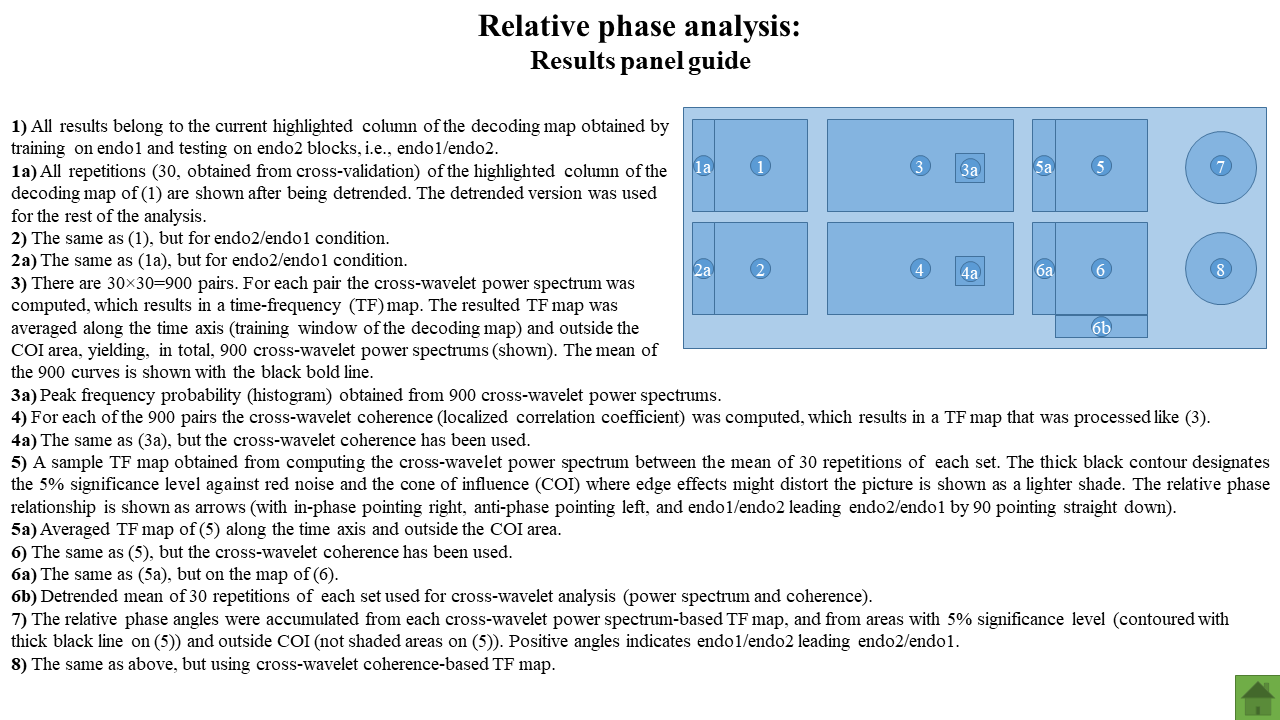 Relative phase analysis:
Results panel guide
1) All results belong to the current highlighted column of the decoding map obtained by
training on endo1 and testing on endo2 blocks, i.e., endo1/endo2.
1a) All repetitions (30, obtained from cross-validation) of the highlighted column of the
decoding map of (1) are shown after being detrended. The detrended version was used
for the rest of the analysis.
2) The same as (1), but for endo2/endo1 condition.
2a) The same as (1a), but for endo2/endo1 condition.
3) There are 30×30=900 pairs. For each pair the cross-wavelet power spectrum was
computed, which results in a time-frequency (TF) map. The resulted TF map was
averaged along the time axis (training window of the decoding map) and outside the
COI area, yielding, in total, 900 cross-wavelet power spectrums (shown). The mean of
the 900 curves is shown with the black bold line.
3a) Peak frequency probability (histogram) obtained from 900 cross-wavelet power spectrums.
4) For each of the 900 pairs the cross-wavelet coherence (localized correlation coefficient) was computed, which results in a TF map that was processed like (3).
4a) The same as (3a), but the cross-wavelet coherence has been used.
5) A sample TF map obtained from computing the cross-wavelet power spectrum between the mean of 30 repetitions of each set. The thick black contour designates
the 5% significance level against red noise and the cone of influence (COI) where edge effects might distort the picture is shown as a lighter shade. The relative phase
relationship is shown as arrows (with in-phase pointing right, anti-phase pointing left, and endo1/endo2 leading endo2/endo1 by 90 pointing straight down).
5a) Averaged TF map of (5) along the time axis and outside the COI area.
6) The same as (5), but the cross-wavelet coherence has been used.
6a) The same as (5a), but on the map of (6).
6b) Detrended mean of 30 repetitions of each set used for cross-wavelet analysis (power spectrum and coherence).
7) The relative phase angles were accumulated from each cross-wavelet power spectrum-based TF map, and from areas with 5% significance level (contoured with
thick black line on (5)) and outside COI (not shaded areas on (5)). Positive angles indicates endo1/endo2 leading endo2/endo1.
8) The same as above, but using cross-wavelet coherence-based TF map.
1a 1 3 3a 5a 5 7
2a 2 4 4a 6a 6 8
6b